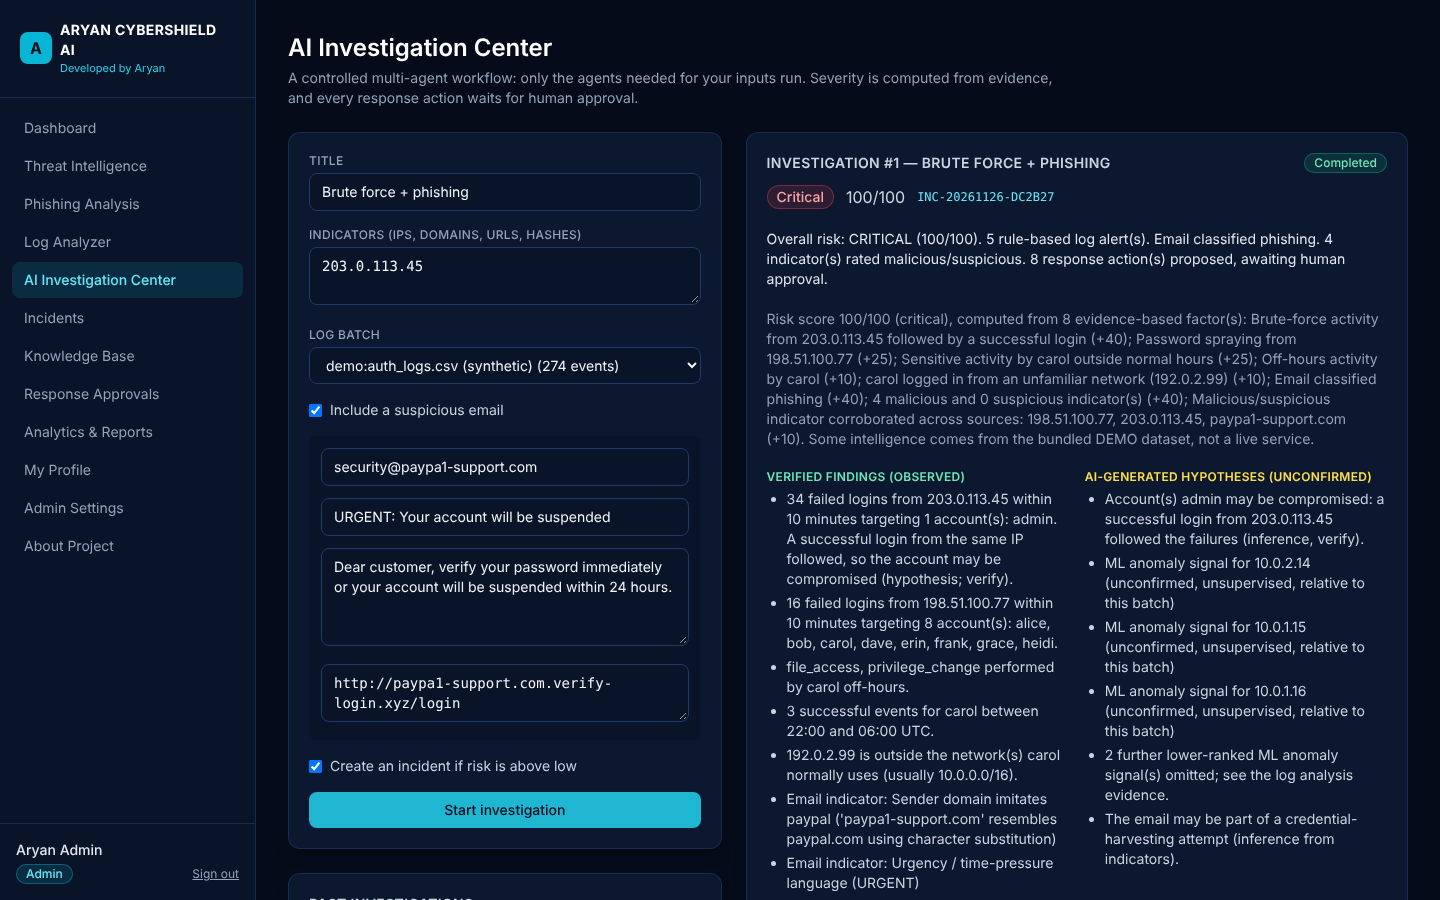 A
ARYAN CYBERSHIELD
AI
Developed by Aryan
Dashboard
Threat Intelligence
Phishing Analysis
Log Analyzer
AI Investigation Center
Incidents
Knowledge Base
Response Approvals
Analytics & Reports
My Profile
Admin Settings
About Project
Aryan Admin
Admin
Sign out
AI Investigation Center
A controlled multi-agent workflow: only the agents needed for your inputs run. Severity is computed from evidence,
and every response action waits for human approval.
TITLE
Brute force + phishing
INDICATORS (IPS, DOMAINS, URLS, HASHES)
203.0.113.45
LOG BATCH
demo:auth_logs.csv (synthetic) (274 events)
Include a suspicious email
security@paypa1-support.com
URGENT: Your account will be suspended
Dear customer, verify your password immediately
or your account will be suspended within 24 hours.
http://paypa1-support.com.verify-
login.xyz/login
Create an incident if risk is above low
Start investigation
PAST INVESTIGATIONS
INVESTIGATION #1 — BRUTE FORCE + PHISHING
Completed
Critical
100/100
INC-20261126-DC2B27
Overall risk: CRITICAL (100/100). 5 rule-based log alert(s). Email classified phishing. 4
indicator(s) rated malicious/suspicious. 8 response action(s) proposed, awaiting human
approval.
Risk score 100/100 (critical), computed from 8 evidence-based factor(s): Brute-force activity
from 203.0.113.45 followed by a successful login (+40); Password spraying from
198.51.100.77 (+25); Sensitive activity by carol outside normal hours (+25); Off-hours activity
by carol (+10); carol logged in from an unfamiliar network (192.0.2.99) (+10); Email classified
phishing (+40); 4 malicious and 0 suspicious indicator(s) (+40); Malicious/suspicious
indicator corroborated across sources: 198.51.100.77, 203.0.113.45, paypa1-support.com
(+10). Some intelligence comes from the bundled DEMO dataset, not a live service.
VERIFIED FINDINGS (OBSERVED)
34 failed logins from 203.0.113.45 within
10 minutes targeting 1 account(s): admin.
A successful login from the same IP
followed, so the account may be
compromised (hypothesis; verify).
16 failed logins from 198.51.100.77 within
10 minutes targeting 8 account(s): alice,
bob, carol, dave, erin, frank, grace, heidi.
file_access, privilege_change performed
by carol off-hours.
3 successful events for carol between
22:00 and 06:00 UTC.
192.0.2.99 is outside the network(s) carol
normally uses (usually 10.0.0.0/16).
Email indicator: Sender domain imitates
paypal ('paypa1-support.com' resembles
paypal.com using character substitution)
Email indicator: Urgency / time-pressure
language (URGENT)
AI-GENERATED HYPOTHESES (UNCONFIRMED)
Account(s) admin may be compromised: a
successful login from 203.0.113.45
followed the failures (inference, verify).
ML anomaly signal for 10.0.2.14
(unconfirmed, unsupervised, relative to
this batch)
ML anomaly signal for 10.0.1.15
(unconfirmed, unsupervised, relative to
this batch)
ML anomaly signal for 10.0.1.16
(unconfirmed, unsupervised, relative to
this batch)
2 further lower-ranked ML anomaly
signal(s) omitted; see the log analysis
evidence.
The email may be part of a credential-
harvesting attempt (inference from
indicators).